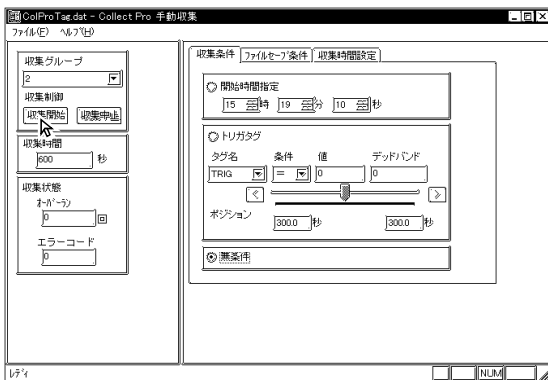 ColProTag.dat - Collect Pro 手動収集
ファイル(F) ヘルプ(H)
収集グループ
2
収集制御
収集開始 収集中止
収集時間
600 秒
収集状態
オーバーラン
0 回
エラーコード
0
収集条件 ファイルセーブ条件 収集時間設定
開始時間指定
15 時 19 分 10 秒
トリガタグ
タグ名 条件 値 デッドバンド
TRIG = 0 0
ポジション 300.0 秒 300.0 秒
無条件
レディ NUM